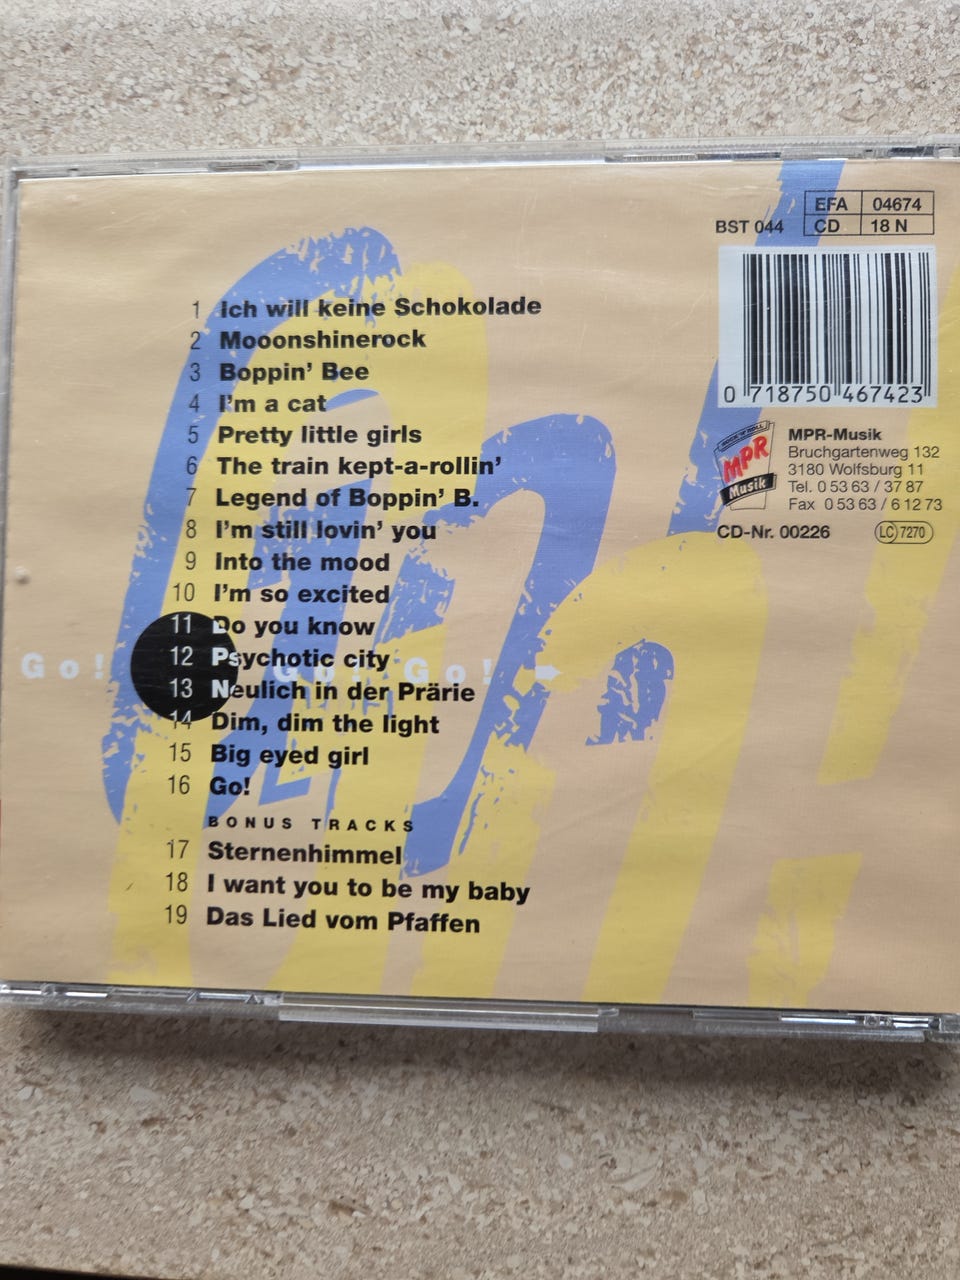 EFA 04674
BST 044 CD 18 N
0 718750 467423
ROCK'N'ROLL
MPR
Musik
MPR-Musik
Bruchgartenweg 132
3180 Wolfsburg 11
Tel. 0 53 63 / 37 87
Fax 0 53 63 / 6 12 73
CD-Nr. 00226 LC 7270
1 Ich will keine Schokolade
2 Mooonshinerock
3 Boppin' Bee
4 I'm a cat
5 Pretty little girls
6 The train kept-a-rollin'
7 Legend of Boppin' B.
8 I'm still lovin' you
9 Into the mood
10 I'm so excited
11 Do you know
12 Psychotic city
13 Neulich in der Prärie
14 Dim, dim the light
15 Big eyed girl
16 Go!
BONUS TRACKS
17 Sternenhimmel
18 I want you to be my baby
19 Das Lied vom Pfaffen
Go! Go! Go!